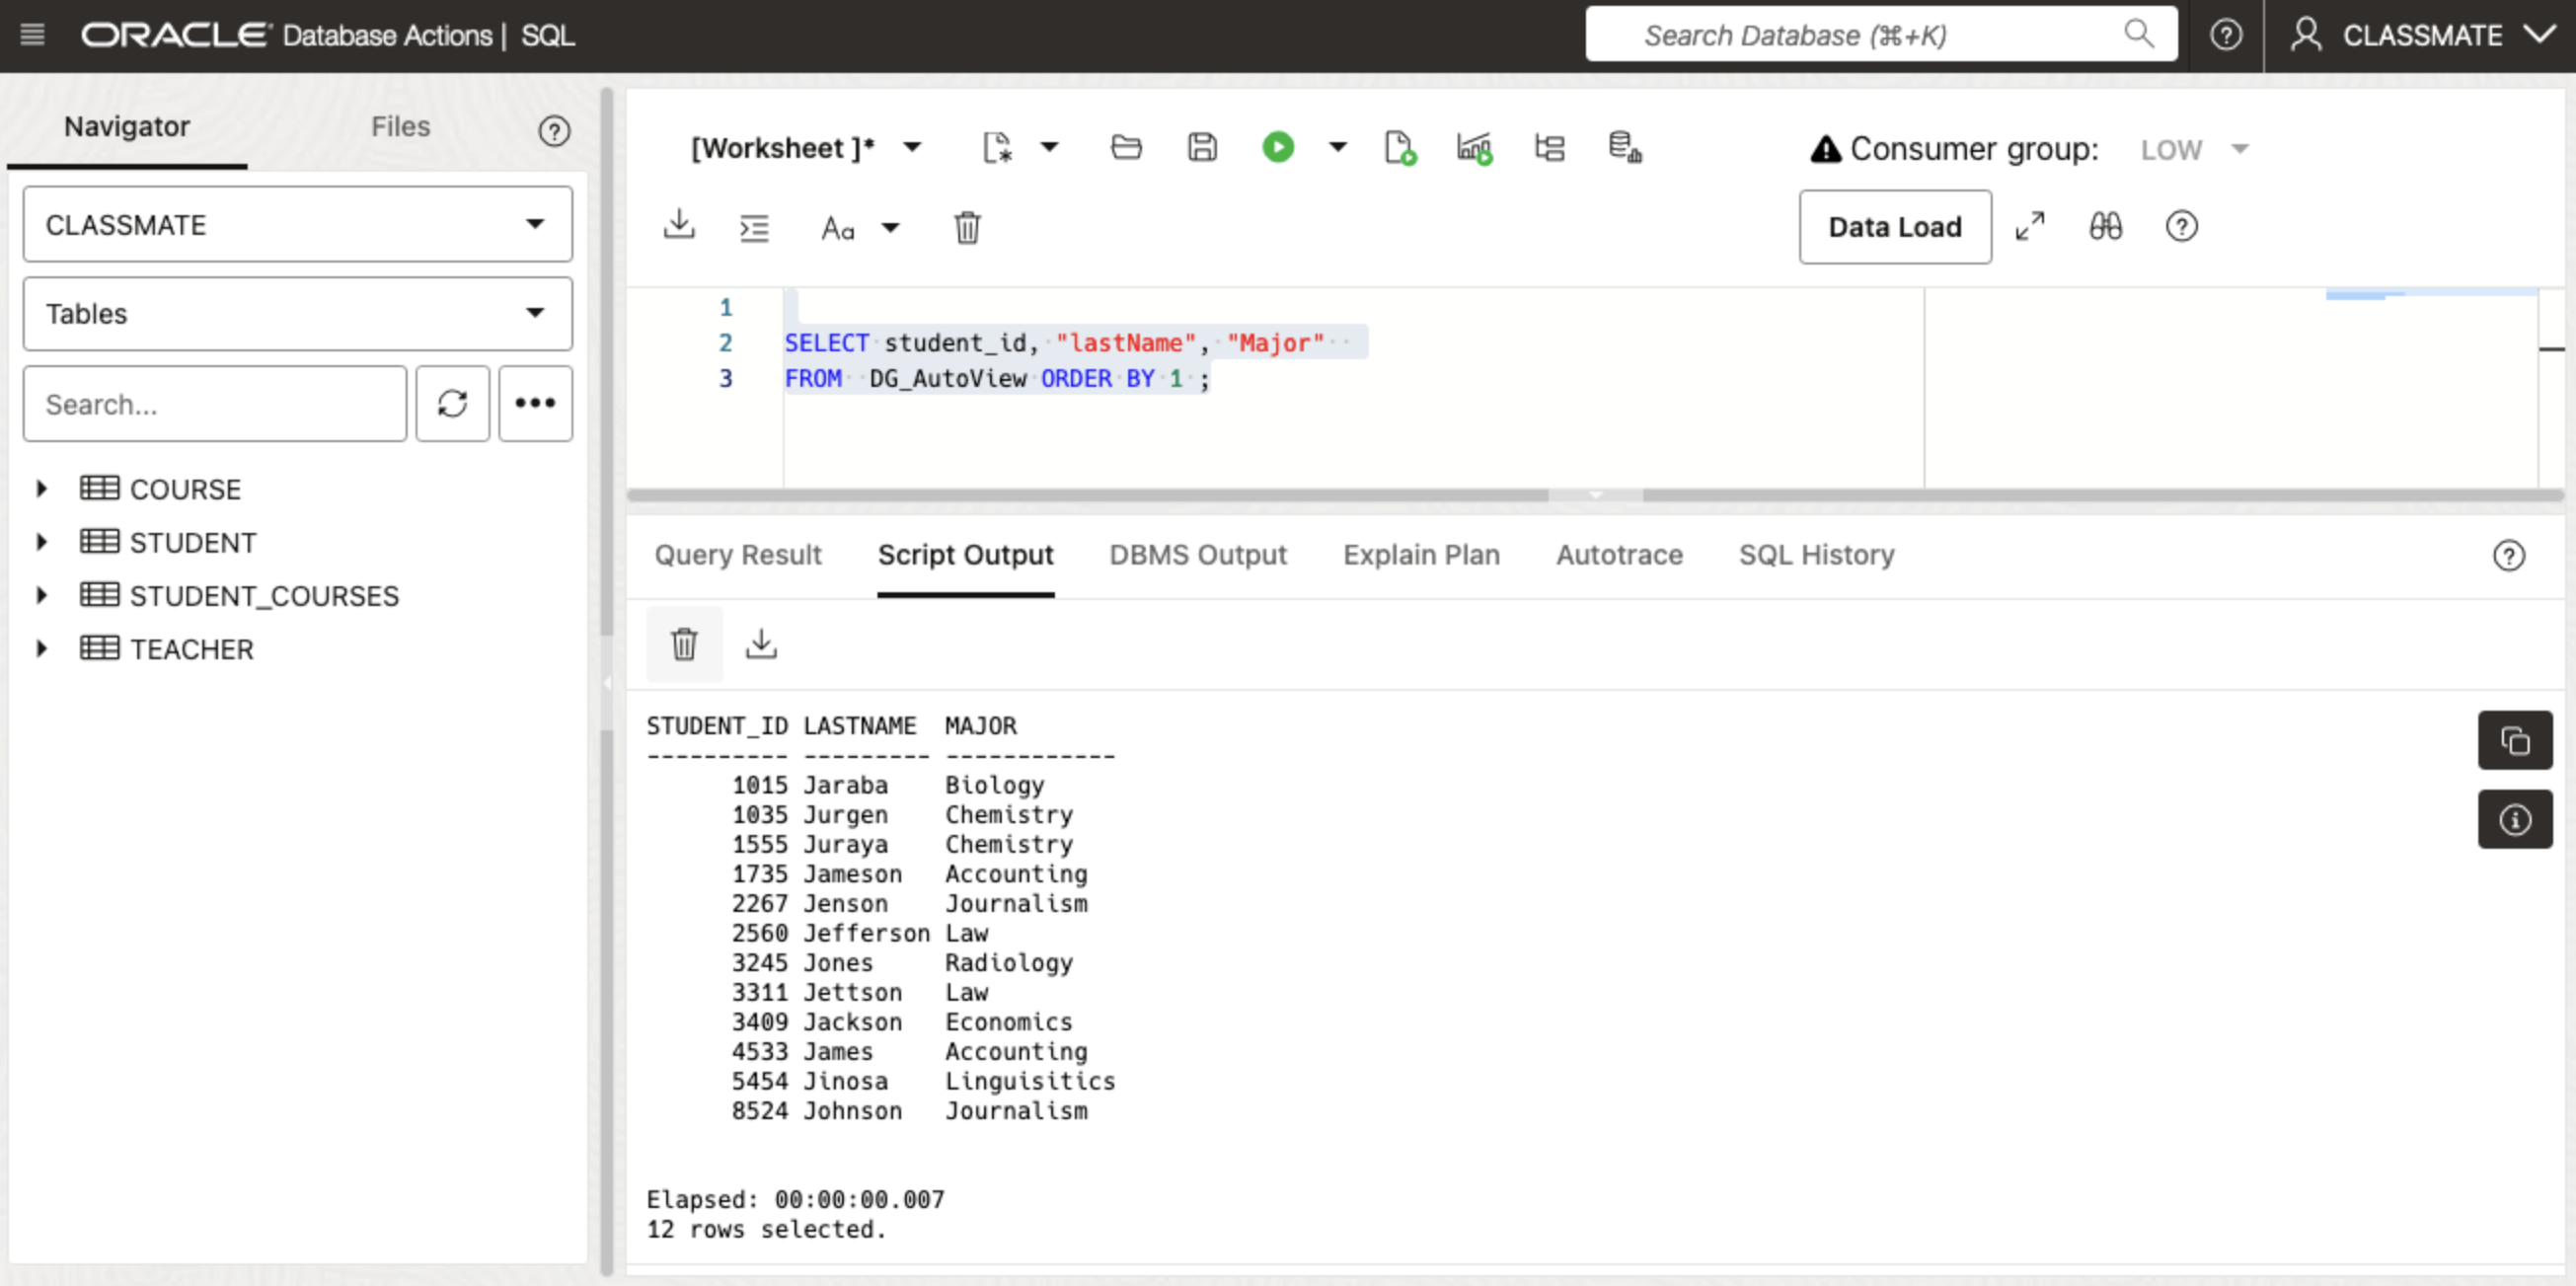 ORACLE Database Actions | SQL
Search Database (⌘+K)
CLASSMATE
Navigator
Files
CLASSMATE
Tables
Search...
COURSE
STUDENT
STUDENT_COURSES
TEACHER
[Worksheet ]*
Consumer group: LOW
Aa
Data Load
1
2 SELECT student_id, "lastName", "Major"
3 FROM DG_AutoView ORDER BY 1 ;
Query Result Script Output DBMS Output Explain Plan Autotrace SQL History
STUDENT_ID LASTNAME  MAJOR
---------- --------- ------------
1015 Jaraba    Biology
1035 Jurgen    Chemistry
1555 Juraya    Chemistry
1735 Jameson   Accounting
2267 Jenson    Journalism
2560 Jefferson Law
3245 Jones     Radiology
3311 Jettson   Law
3409 Jackson   Economics
4533 James     Accounting
5454 Jinosa    Linguisitics
8524 Johnson   Journalism
Elapsed: 00:00:00.007
12 rows selected.